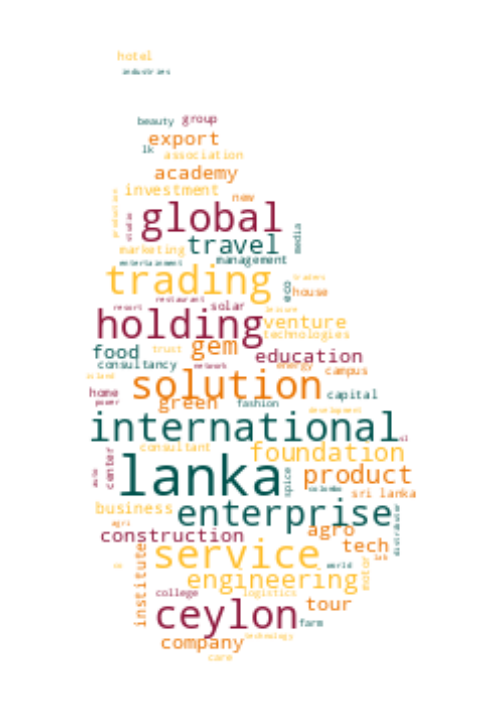 hotel
industries
beauty group
export
lk association
academy
investment
new
global
travel media
marketing
management
entertainment
trading
traders
eco house
restaurant
resort solar leisure
holding venture
technologies
gem
food trust education
consultancy network energy campus
island
solution
home capital
power green fashion
development
international
consultant foundation
center lanka spice product
colombo sri lanka
business enterprise distributor
agri agro
construction tech
service lab
institute world motor
engineering
college logistics
ceylon tour
farm
technology
company
care